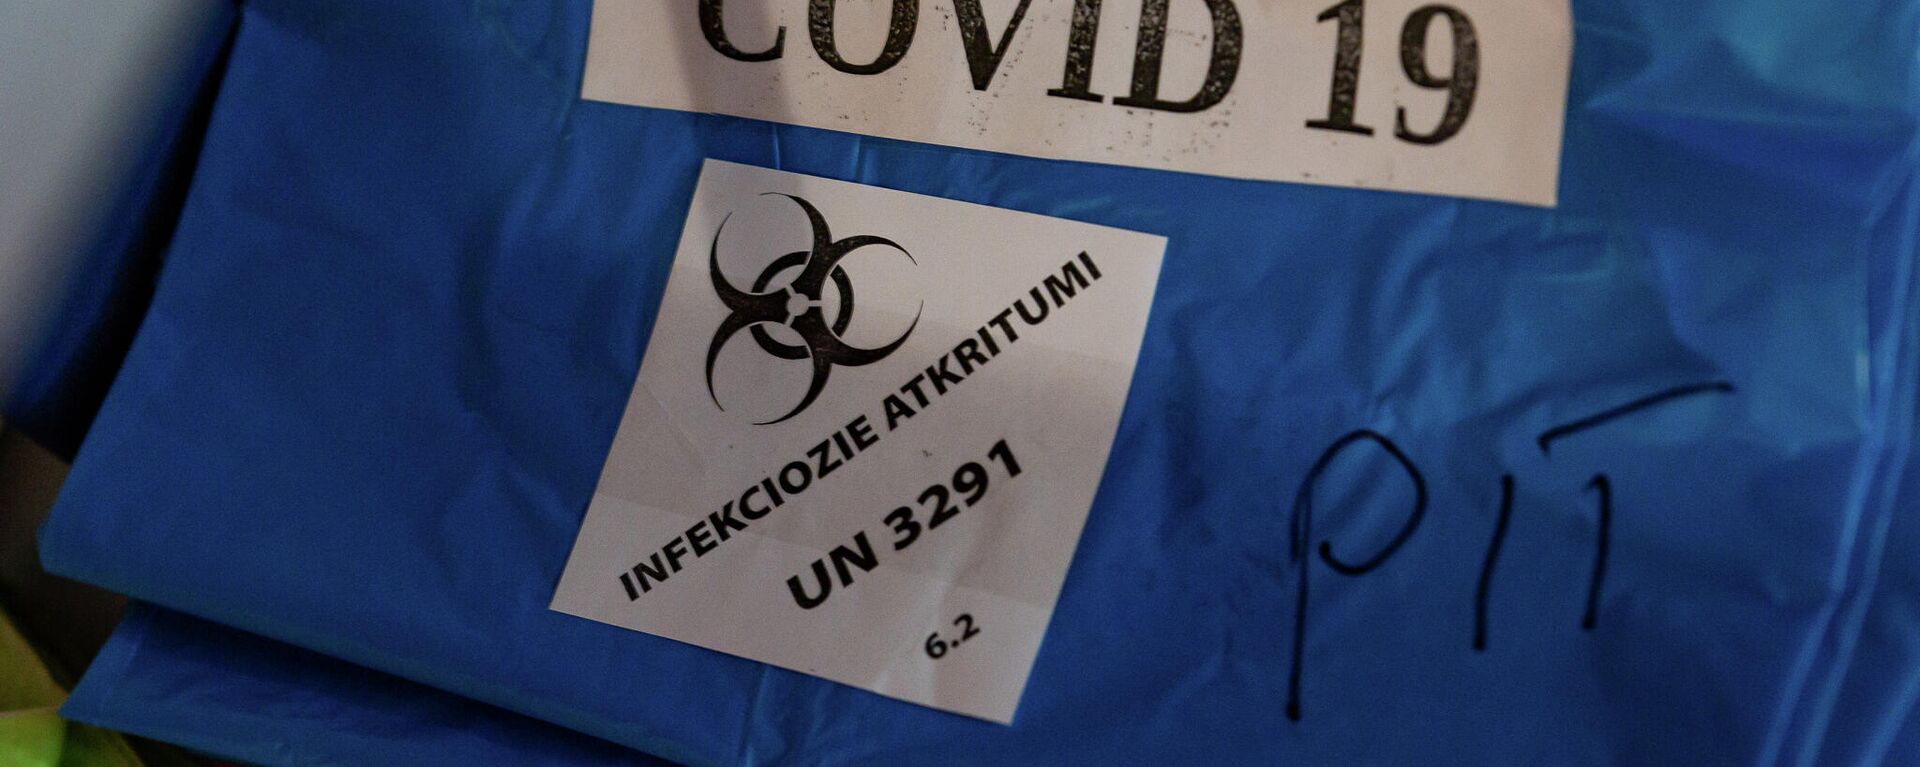 COVID 19
INFEKCIOZIE ATKRITUMI
UN 3291
6.2
PIT